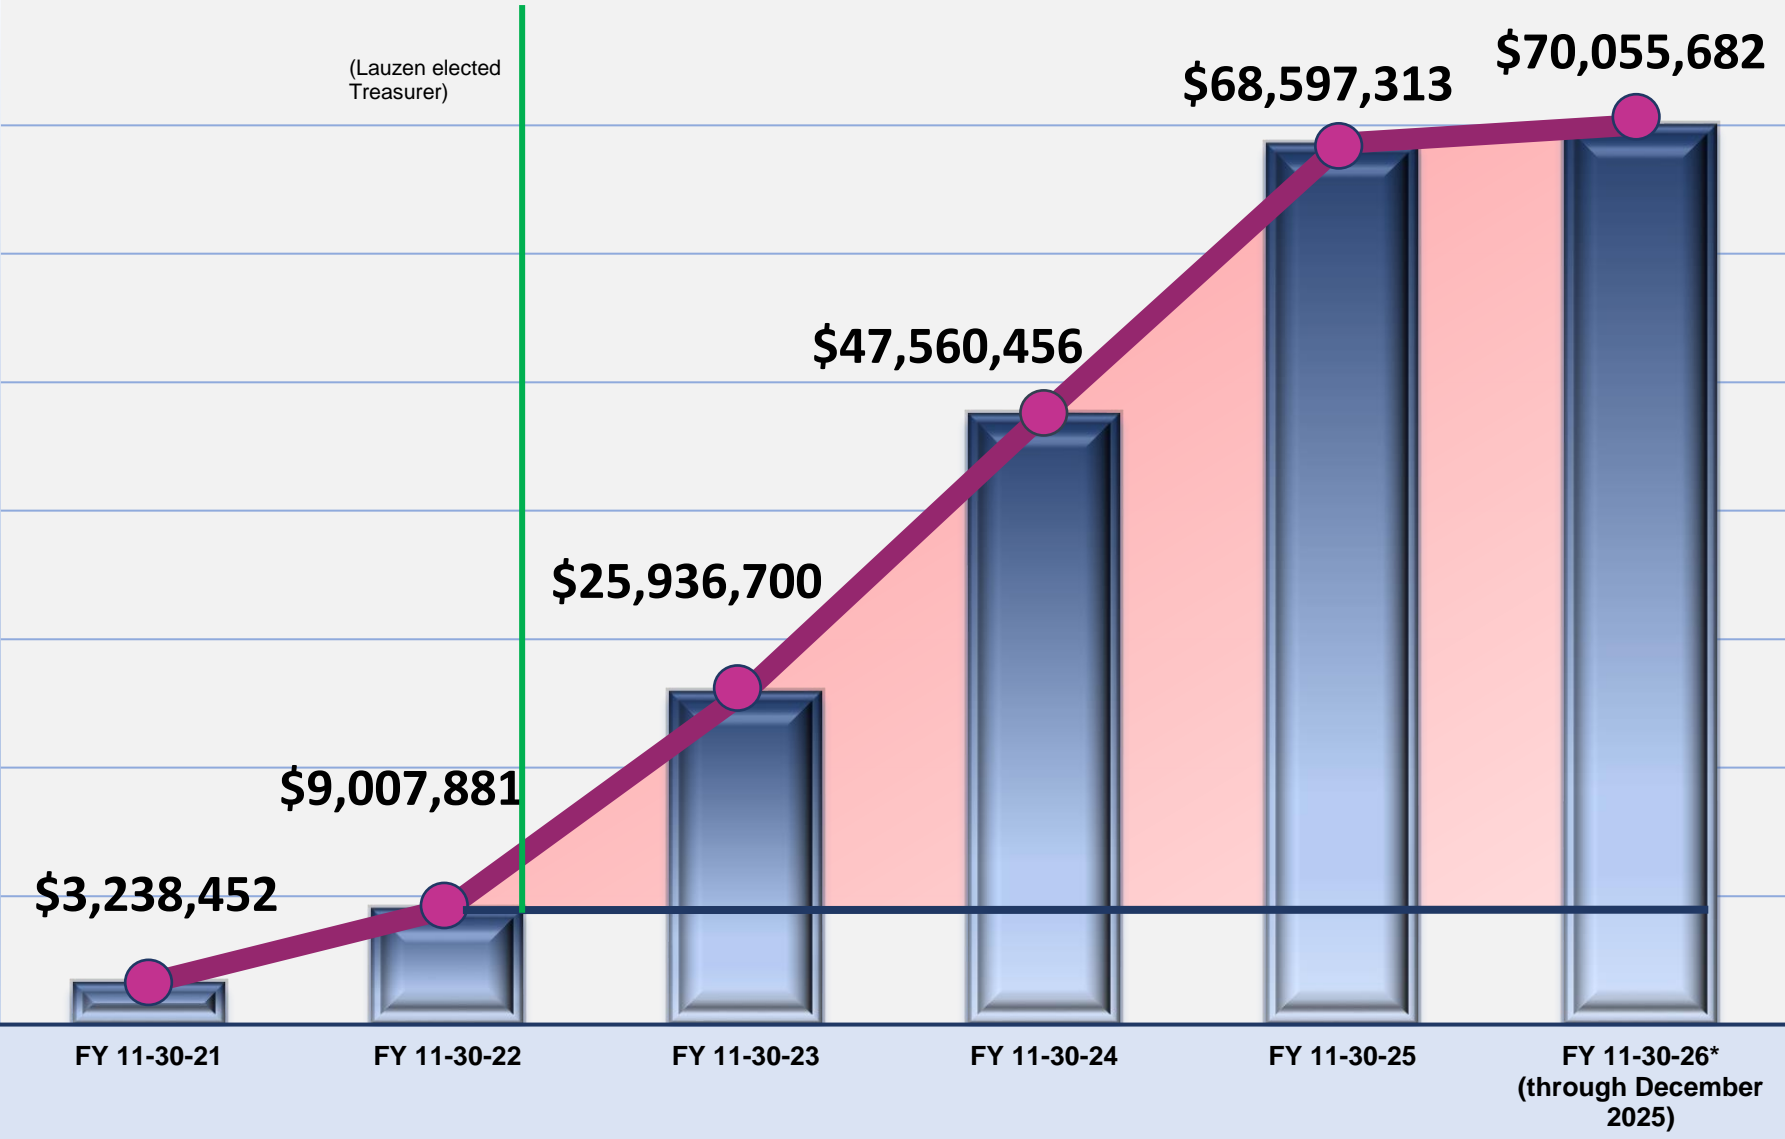 (Lauzen elected
Treasurer)
$3,238,452
$9,007,881
$25,936,700
$47,560,456
$68,597,313
$70,055,682
FY 11-30-21
FY 11-30-22
FY 11-30-23
FY 11-30-24
FY 11-30-25
FY 11-30-26*
(through December
2025)